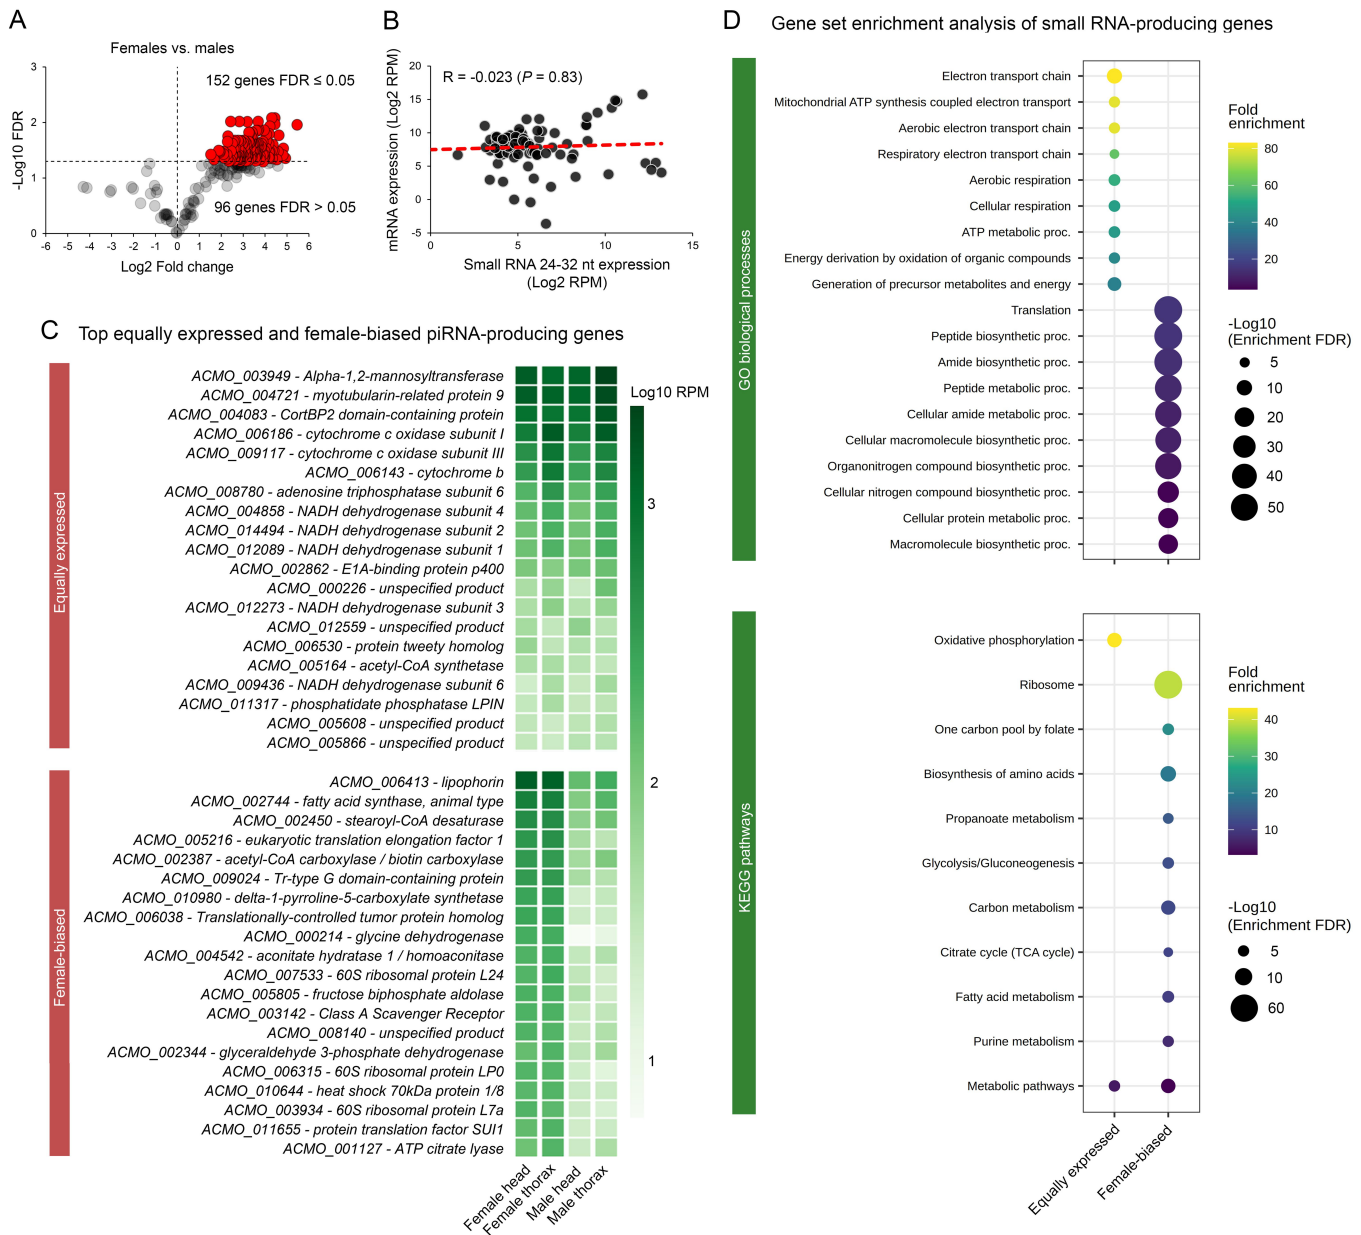 A
Females vs. males
152 genes FDR ≤ 0.05
96 genes FDR > 0.05
-Log10 FDR
3
2
1
0
-6 -5 -4 -3 -2 -1 0 1 2 3 4 5 6
Log2 Fold change
B
R = -0.023 (P = 0.83)
mRNA expression (Log2 RPM)
20
15
10
5
0
-5
0 5 10 15
Small RNA 24-32 nt expression
(Log2 RPM)
C Top equally expressed and female-biased piRNA-producing genes
Equally expressed
ACMO_003949 - Alpha-1,2-mannosyltransferase
ACMO_004721 - myotubularin-related protein 9
ACMO_004083 - CortBP2 domain-containing protein
ACMO_006186 - cytochrome c oxidase subunit I
ACMO_009117 - cytochrome c oxidase subunit III
ACMO_006143 - cytochrome b
ACMO_008780 - adenosine triphosphatase subunit 6
ACMO_004858 - NADH dehydrogenase subunit 4
ACMO_014494 - NADH dehydrogenase subunit 2
ACMO_012089 - NADH dehydrogenase subunit 1
ACMO_002862 - E1A-binding protein p400
ACMO_000226 - unspecified product
ACMO_012273 - NADH dehydrogenase subunit 3
ACMO_012559 - unspecified product
ACMO_006530 - protein tweety homolog
ACMO_005164 - acetyl-CoA synthetase
ACMO_009436 - NADH dehydrogenase subunit 6
ACMO_011317 - phosphatidate phosphatase LPIN
ACMO_005608 - unspecified product
ACMO_005866 - unspecified product
Female-biased
ACMO_006413 - lipophorin
ACMO_002744 - fatty acid synthase, animal type
ACMO_002450 - stearoyl-CoA desaturase
ACMO_005216 - eukaryotic translation elongation factor 1
ACMO_002387 - acetyl-CoA carboxylase / biotin carboxylase
ACMO_009024 - Tr-type G domain-containing protein
ACMO_010980 - delta-1-pyrroline-5-carboxylate synthetase
ACMO_006038 - Translationally-controlled tumor protein homolog
ACMO_000214 - glycine dehydrogenase
ACMO_004542 - aconitate hydratase 1 / homoaconitase
ACMO_007533 - 60S ribosomal protein L24
ACMO_005805 - fructose biphosphate aldolase
ACMO_003142 - Class A Scavenger Receptor
ACMO_008140 - unspecified product
ACMO_002344 - glyceraldehyde 3-phosphate dehydrogenase
ACMO_006315 - 60S ribosomal protein LP0
ACMO_010644 - heat shock 70kDa protein 1/8
ACMO_003934 - 60S ribosomal protein L7a
ACMO_011655 - protein translation factor SUI1
ACMO_001127 - ATP citrate lyase
Female head
Female thorax
Male head
Male thorax
Log10 RPM
3
2
1
D Gene set enrichment analysis of small RNA-producing genes
GO biological processes
Electron transport chain
Mitochondrial ATP synthesis coupled electron transport
Aerobic electron transport chain
Respiratory electron transport chain
Aerobic respiration
Cellular respiration
ATP metabolic proc.
Energy derivation by oxidation of organic compounds
Generation of precursor metabolites and energy
Translation
Peptide biosynthetic proc.
Amide biosynthetic proc.
Peptide metabolic proc.
Cellular amide metabolic proc.
Cellular macromolecule biosynthetic proc.
Organonitrogen compound biosynthetic proc.
Cellular nitrogen compound biosynthetic proc.
Cellular protein metabolic proc.
Macromolecule biosynthetic proc.
Fold
enrichment
80
60
40
20
-Log10
(Enrichment FDR)
5
10
20
30
40
50
KEGG pathways
Oxidative phosphorylation
Ribosome
One carbon pool by folate
Biosynthesis of amino acids
Propanoate metabolism
Glycolysis/Gluconeogenesis
Carbon metabolism
Citrate cycle (TCA cycle)
Fatty acid metabolism
Purine metabolism
Metabolic pathways
Equally expressed
Female-biased
Fold
enrichment
40
30
20
10
-Log10
(Enrichment FDR)
5
10
60